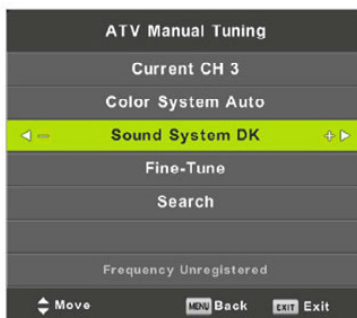 ATV Manual Tuning
Current CH 3
Color System Auto
Sound System DK
Fine-Tune
Search
Frequency Unregistered
Move MENU Back EXIT Exit